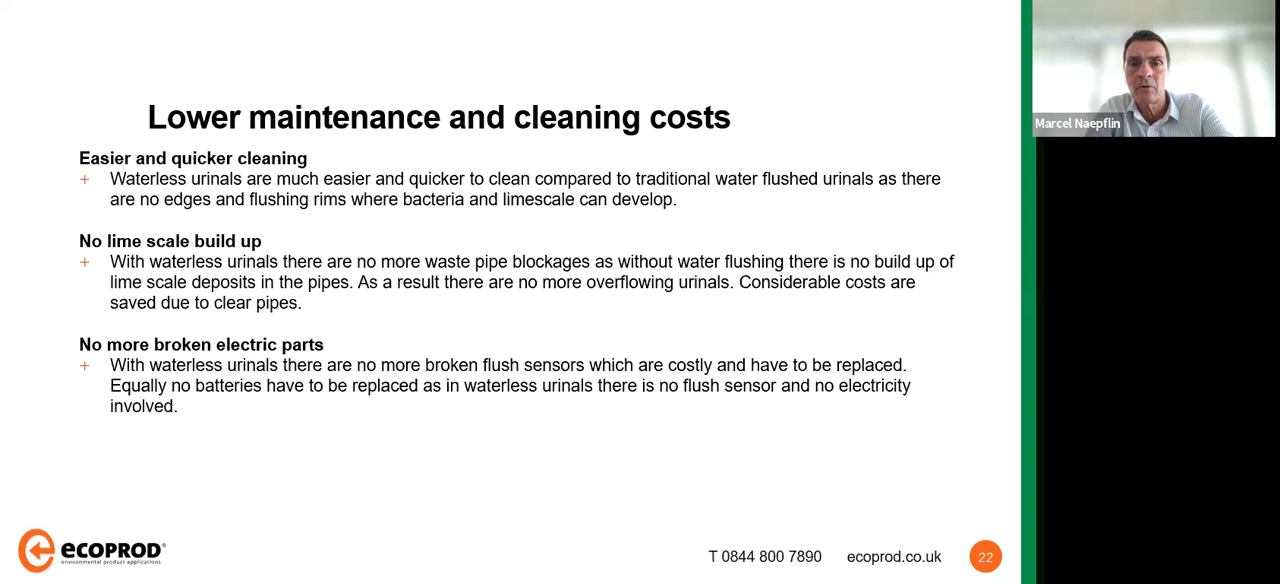 Lower maintenance and cleaning costs
Easier and quicker cleaning
+ Waterless urinals are much easier and quicker to clean compared to traditional water flushed urinals as there
are no edges and flushing rims where bacteria and limescale can develop.
No lime scale build up
+ With waterless urinals there are no more waste pipe blockages as without water flushing there is no build up of
lime scale deposits in the pipes. As a result there are no more overflowing urinals. Considerable costs are
saved due to clear pipes.
No more broken electric parts
+ With waterless urinals there are no more broken flush sensors which are costly and have to be replaced.
Equally no batteries have to be replaced as in waterless urinals there is no flush sensor and no electricity
involved.
ecoprod®
environmental product applications
T 0844 800 7890 ecoprod.co.uk 22
Marcel Naepflin